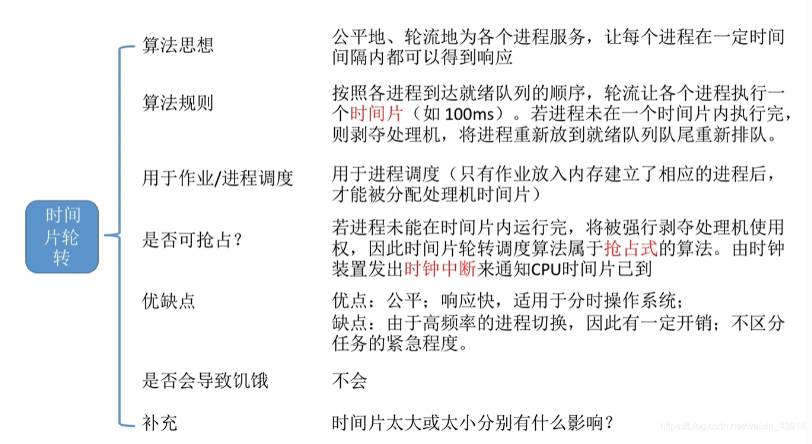 时间
片轮
转
算法思想
公平地、轮流地为各个进程服务，让每个进程在一定时间
间隔内都可以得到响应
算法规则
按照各进程到达就绪队列的顺序，轮流让各个进程执行一
个时间片（如 100ms）。若进程未在一个时间片内执行完，
则剥夺处理机，将进程重新放到就绪队列队尾重新排队。
用于作业/进程调度
用于进程调度（只有作业放入内存建立了相应的进程后，
才能被分配处理机时间片）
是否可抢占？
若进程未能在时间片内运行完，将被强行剥夺处理机使用
权，因此时间片轮转调度算法属于抢占式的算法。由时钟
装置发出时钟中断来通知CPU时间片已到
优缺点
优点：公平；响应快，适用于分时操作系统；
缺点：由于高频率的进程切换，因此有一定开销；不区分
任务的紧急程度。
是否会导致饥饿
不会
补充
时间片太大或太小分别有什么影响？